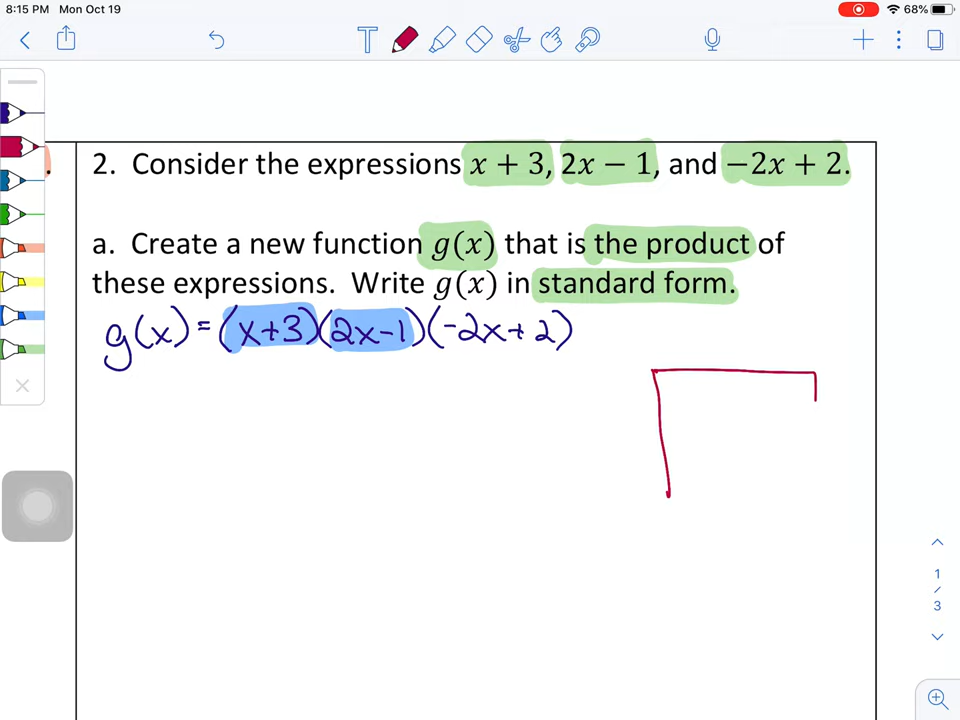 8:15 PM Mon Oct 19
68%
T
2. Consider the expressions x + 3, 2x − 1, and −2x + 2.
a. Create a new function g(x) that is the product of
these expressions. Write g(x) in standard form.
g(x) = (x+3)(2x-1)(-2x+2)
1
/
3